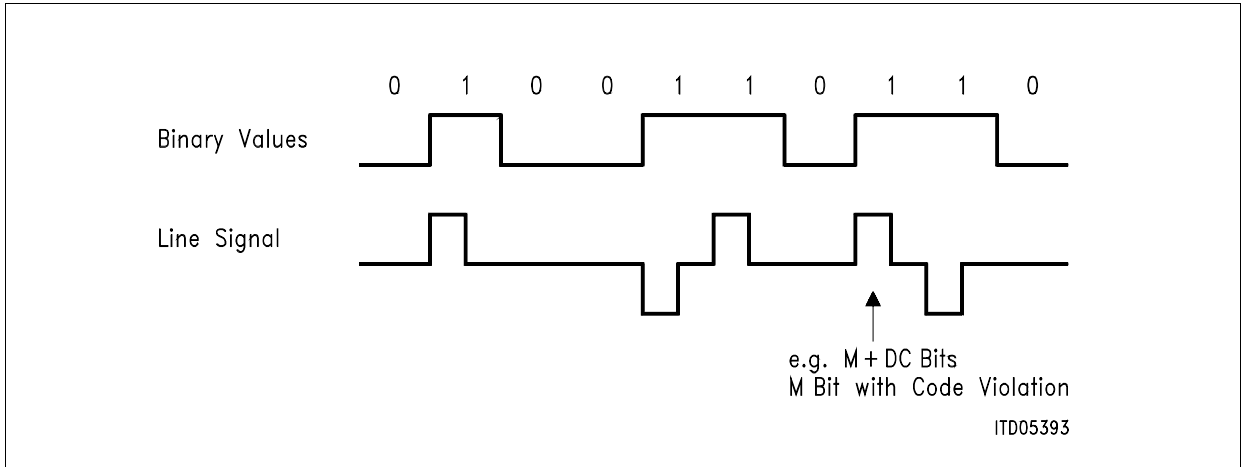 0 1 0 0 1 1 0 1 1 0
Binary Values
Line Signal
e.g. M + DC Bits
M Bit with Code Violation
ITD05393